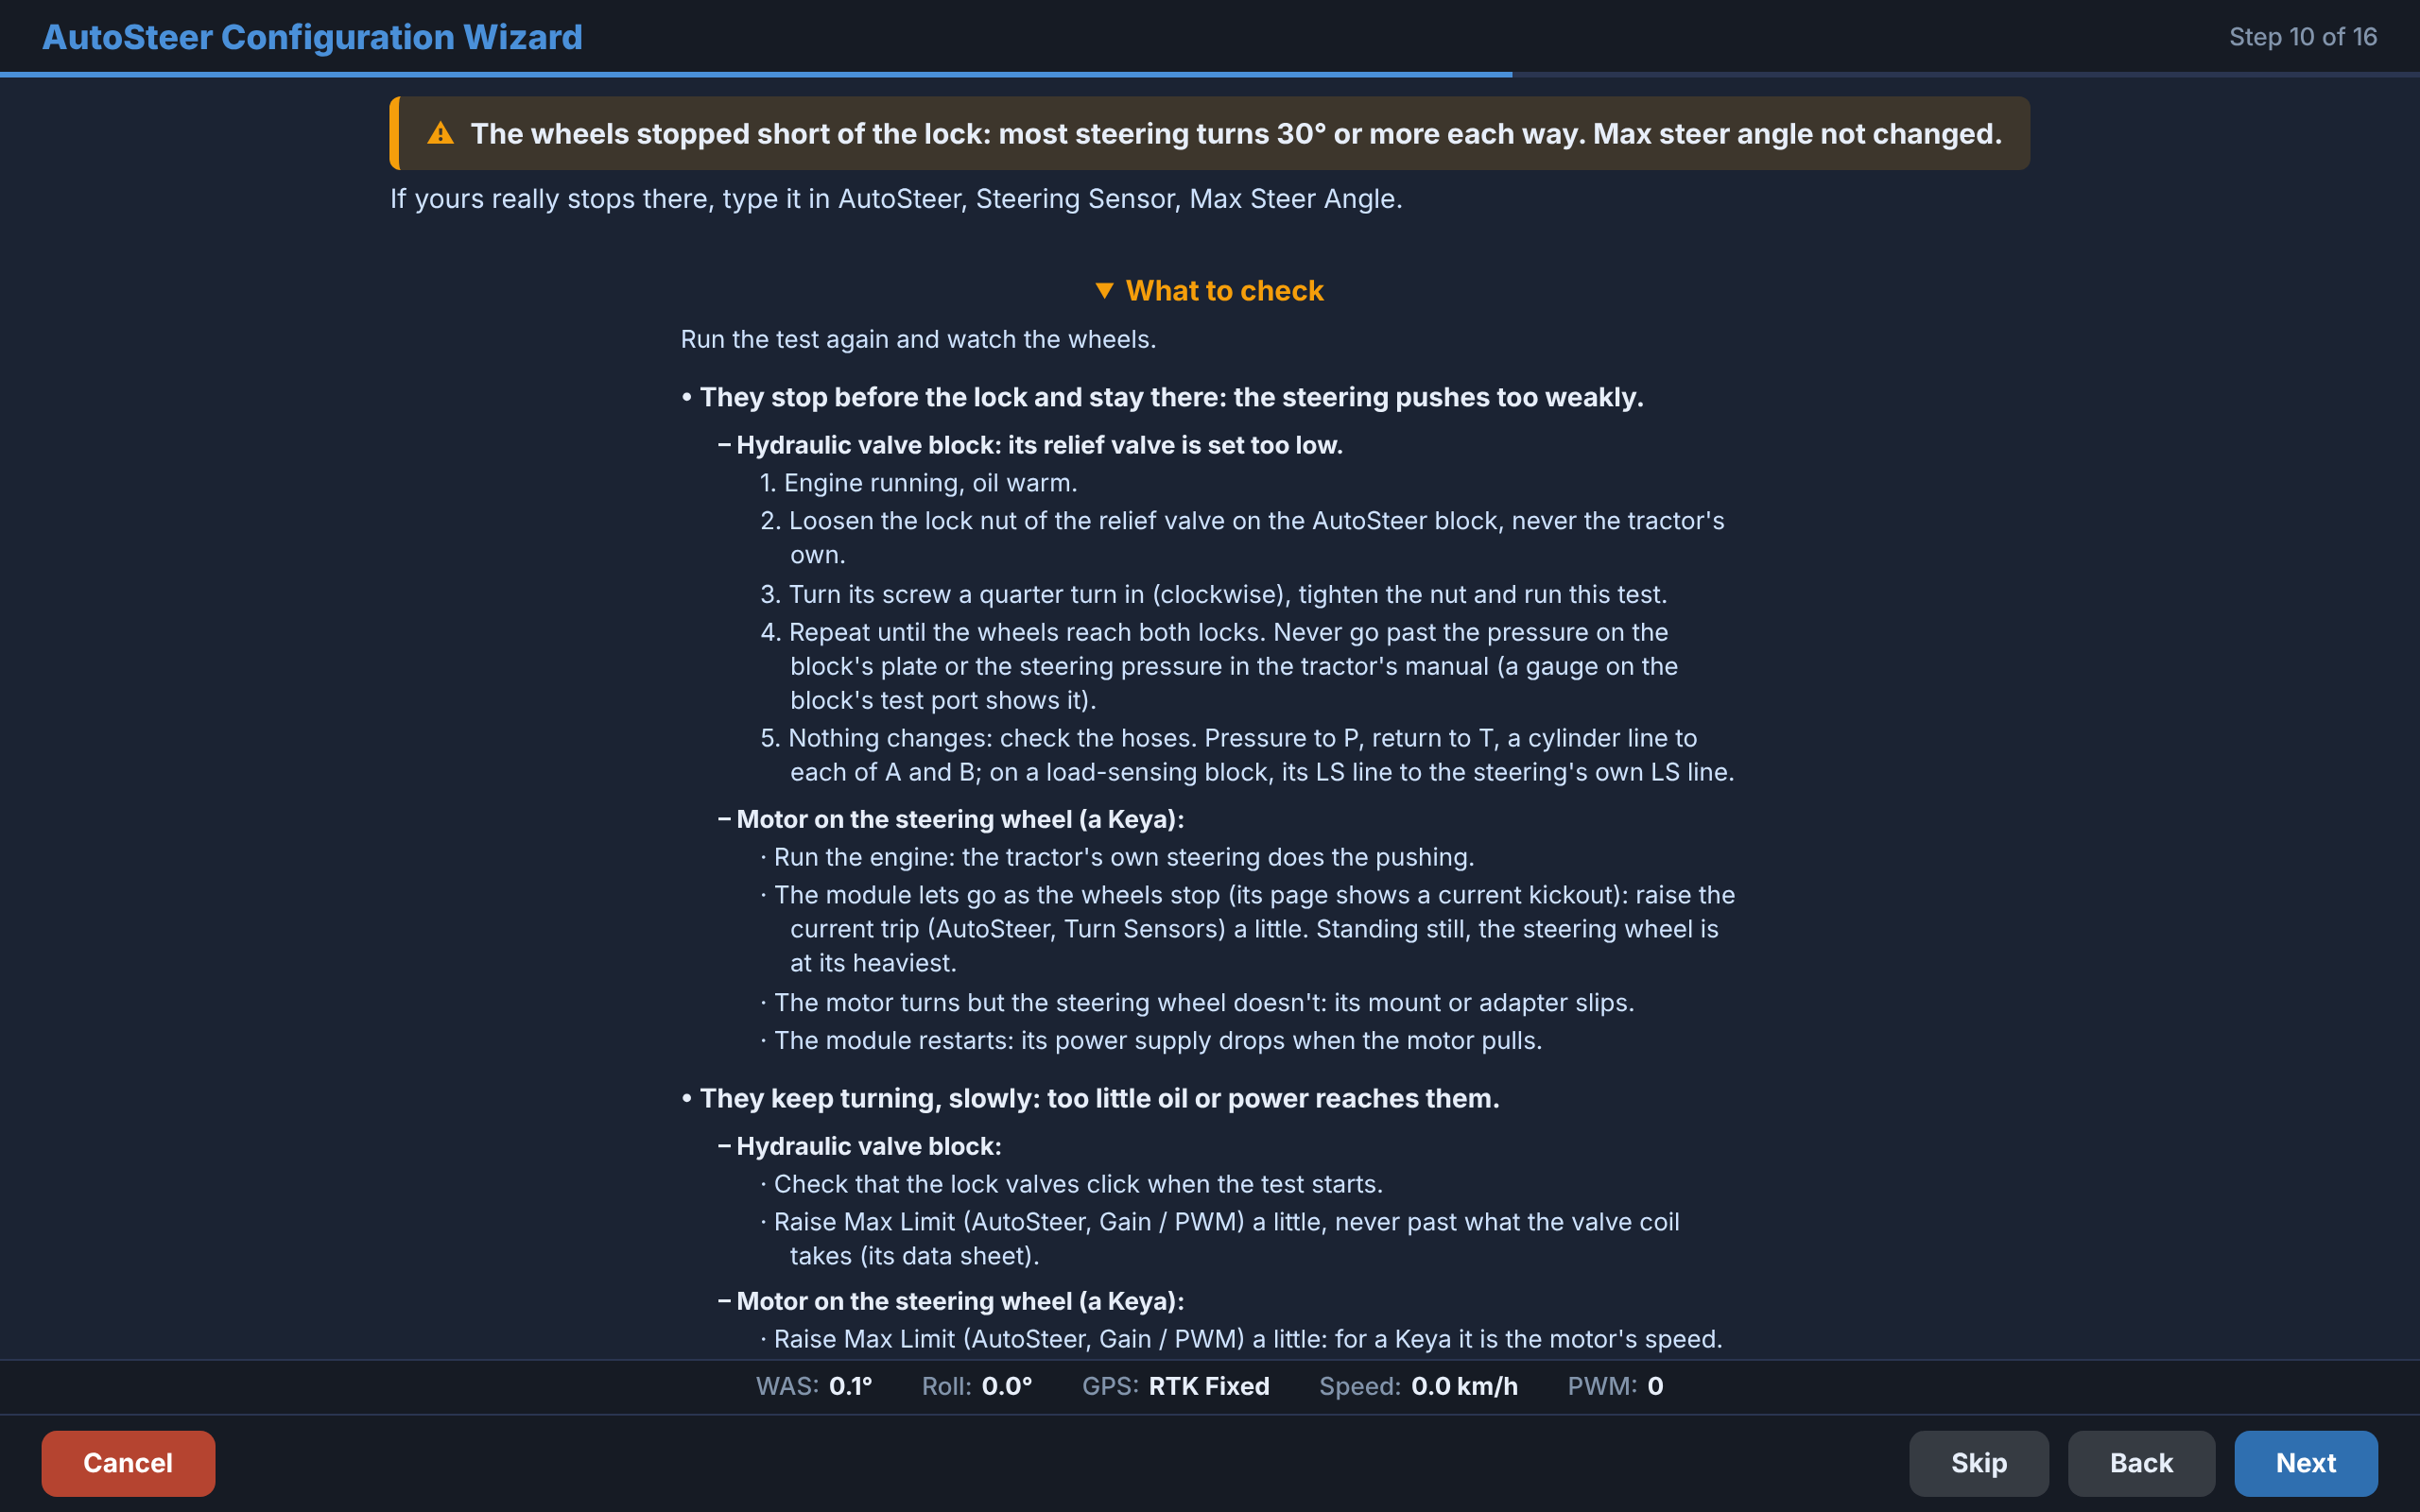 AutoSteer Configuration Wizard
Step 10 of 16
⚠ The wheels stopped short of the lock: most steering turns 30° or more each way. Max steer angle not changed.
If yours really stops there, type it in AutoSteer, Steering Sensor, Max Steer Angle.
▼ What to check
Run the test again and watch the wheels.
• They stop before the lock and stay there: the steering pushes too weakly.
– Hydraulic valve block: its relief valve is set too low.
1. Engine running, oil warm.
2. Loosen the lock nut of the relief valve on the AutoSteer block, never the tractor's
own.
3. Turn its screw a quarter turn in (clockwise), tighten the nut and run this test.
4. Repeat until the wheels reach both locks. Never go past the pressure on the
block's plate or the steering pressure in the tractor's manual (a gauge on the
block's test port shows it).
5. Nothing changes: check the hoses. Pressure to P, return to T, a cylinder line to
each of A and B; on a load-sensing block, its LS line to the steering's own LS line.
– Motor on the steering wheel (a Keya):
· Run the engine: the tractor's own steering does the pushing.
· The module lets go as the wheels stop (its page shows a current kickout): raise the
current trip (AutoSteer, Turn Sensors) a little. Standing still, the steering wheel is
at its heaviest.
· The motor turns but the steering wheel doesn't: its mount or adapter slips.
· The module restarts: its power supply drops when the motor pulls.
• They keep turning, slowly: too little oil or power reaches them.
– Hydraulic valve block:
· Check that the lock valves click when the test starts.
· Raise Max Limit (AutoSteer, Gain / PWM) a little, never past what the valve coil
takes (its data sheet).
– Motor on the steering wheel (a Keya):
· Raise Max Limit (AutoSteer, Gain / PWM) a little: for a Keya it is the motor's speed.
WAS: 0.1° Roll: 0.0° GPS: RTK Fixed Speed: 0.0 km/h PWM: 0
Cancel Skip Back Next